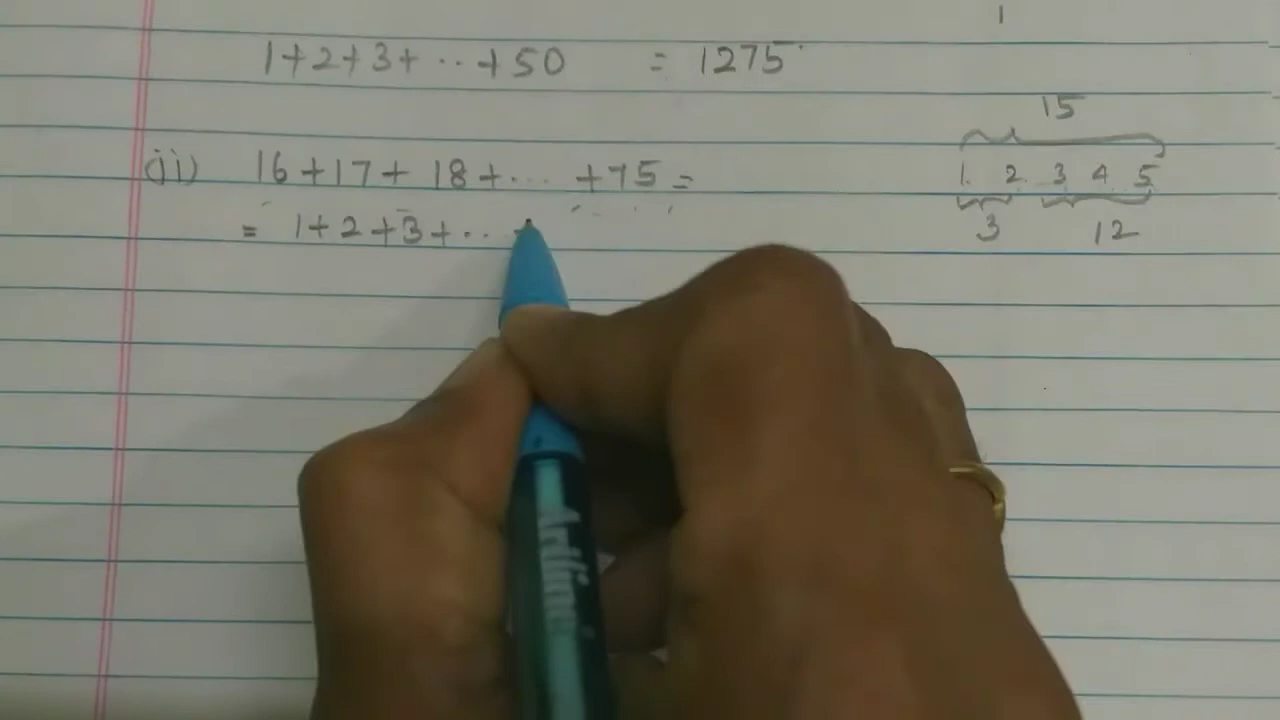 1
1+2+3+ ... +50 = 1275
15
(ii) 16+17+ 18+ ... +75 =
1 2 3 4 5
= 1+2+3+ ...
3 12
Artline